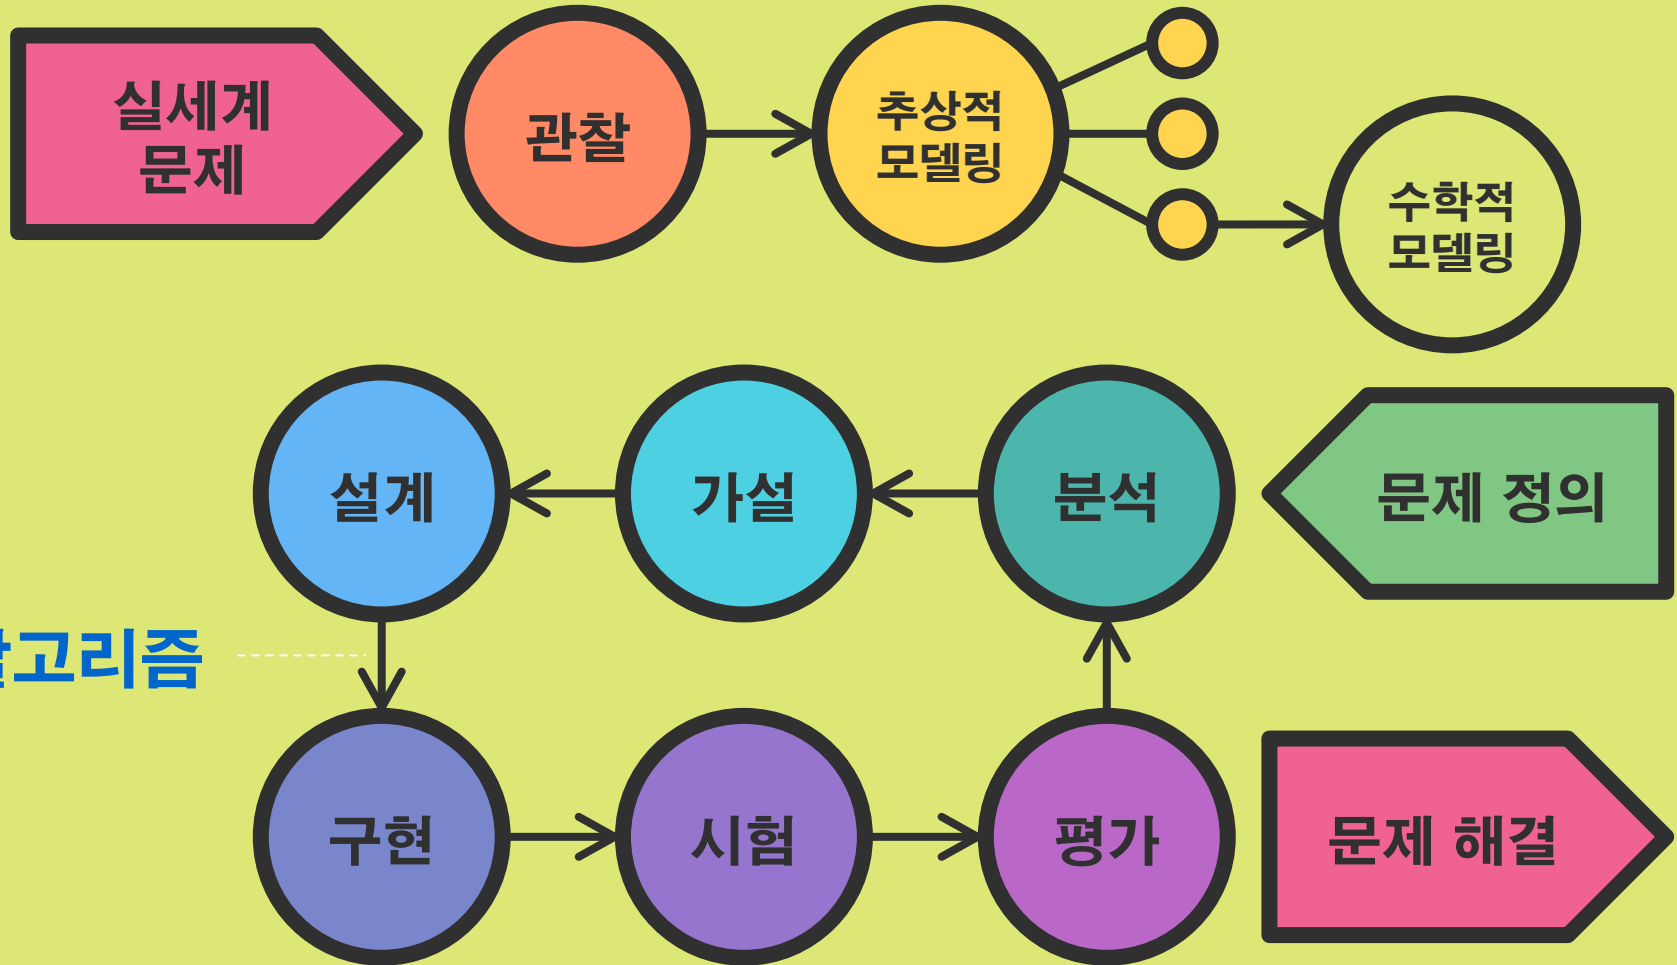 실세계
문제
관찰
추상적
모델링
수학적
모델링
설계
가설
분석
문제 정의
고리즘
구현
시험
평가
문제 해결